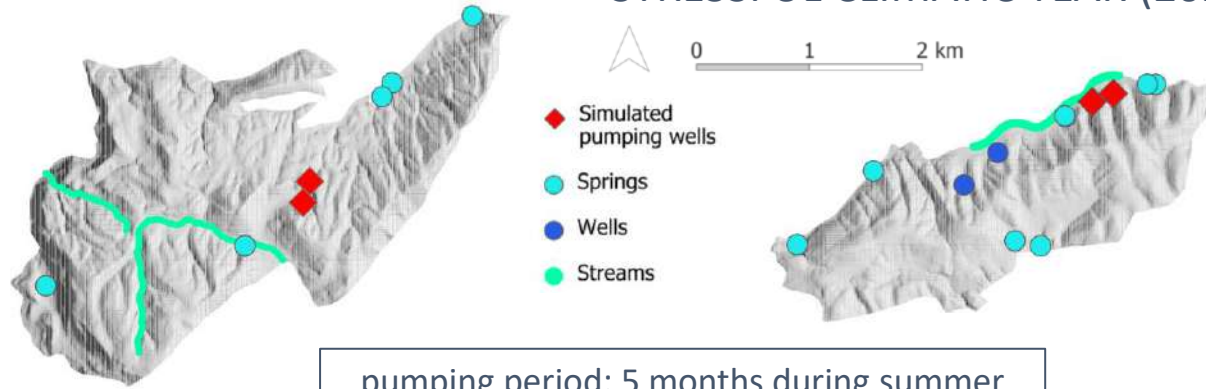 0 1 2 km
Simulated
pumping wells
Springs
Wells
Streams
pumping period: 5 months during summer